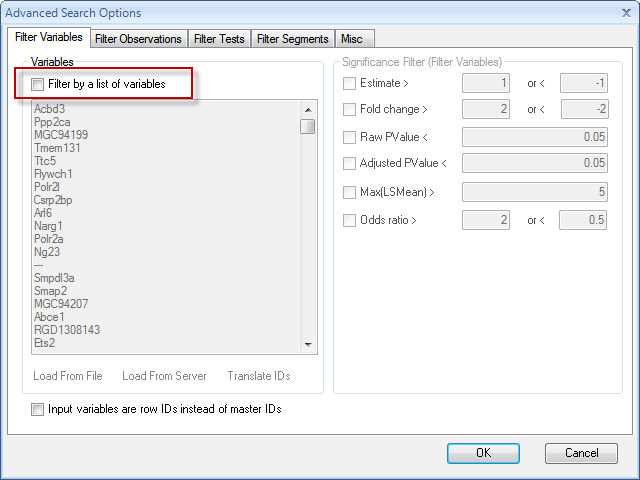 Advanced Search Options
Filter Variables Filter Observations Filter Tests Filter Segments Misc
Variables
Filter by a list of variables
Acbd3
Ppp2ca
MGC94199
Tmem131
Ttc5
Flywch1
Polr2l
Csrp2bp
Arl6
Narg1
Polr2a
Ng23
---
Smpdl3a
Smap2
MGC94207
Abce1
RGD1308143
Ets2
Load From File Load From Server Translate IDs
Input variables are row IDs instead of master IDs
Significance Filter (Filter Variables)
Estimate > 1 or < -1
Fold change > 2 or < -2
Raw PValue < 0.05
Adjusted PValue < 0.05
Max(LSMean) > 5
Odds ratio > 2 or < 0.5
OK Cancel